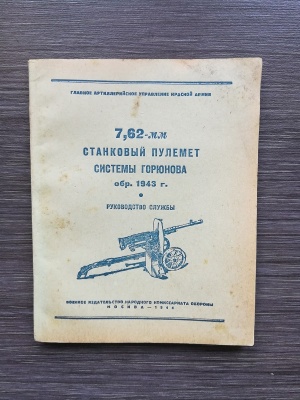 ГЛАВНОЕ АРТИЛЛЕРИЙСКОЕ УПРАВЛЕНИЕ КРАСНОЙ АРМИИ
7,62-мм
СТАНКОВЫЙ ПУЛЕМЕТ
СИСТЕМЫ ГОРЮНОВА
обр. 1943 г.
РУКОВОДСТВО СЛУЖБЫ
ВОЕННОЕ ИЗДАТЕЛЬСТВО НАРОДНОГО КОМИССАРИАТА ОБОРОНЫ
МОСКВА —